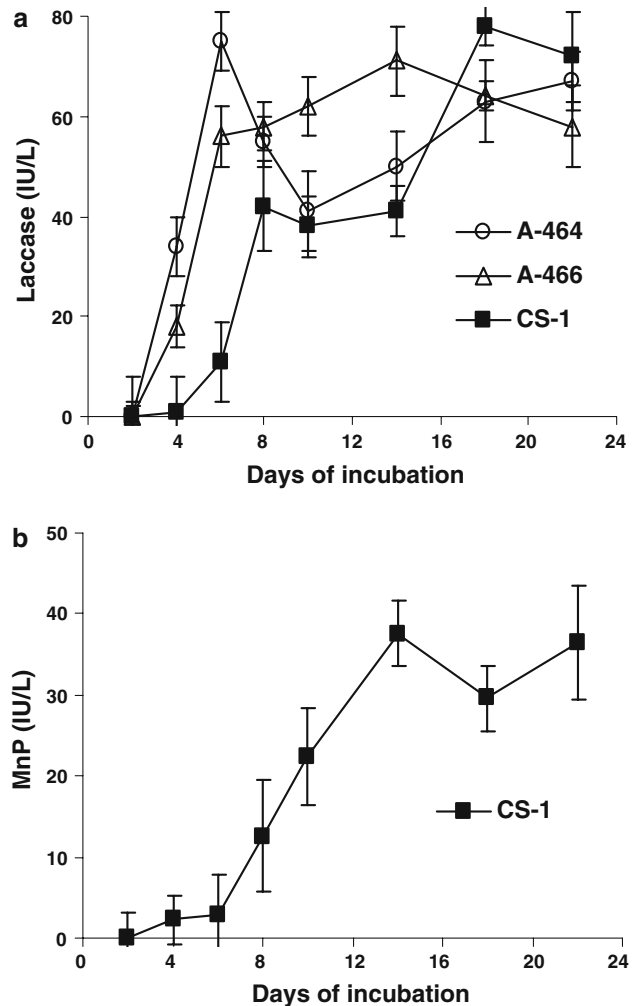 a
80
60
40
20
0
Laccase (IU/L)
A-464
A-466
CS-1
0 4 8 12 16 20 24
Days of incubation
b
50
40
30
20
10
0
MnP (IU/L)
CS-1
0 4 8 12 16 20 24
Days of incubation